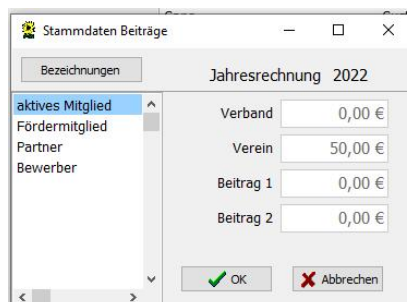 Stammdaten Beiträge
Bezeichnungen
Jahresrechnung 2022
aktives Mitglied
Fördermitglied
Partner
Bewerber
Verband 0,00 €
Verein 50,00 €
Beitrag 1 0,00 €
Beitrag 2 0,00 €
OK
Abbrechen